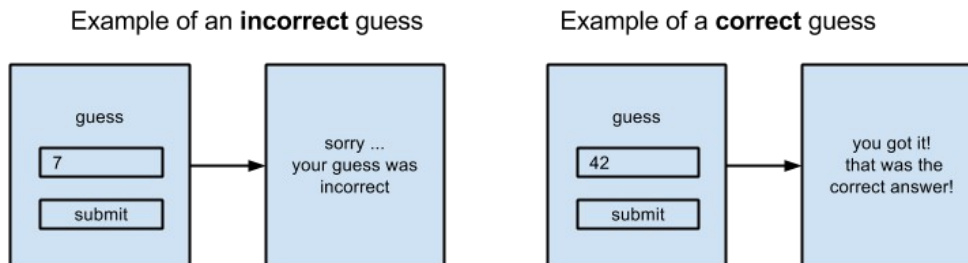 Example of an incorrect guess
guess
7
submit
sorry ...
your guess was
incorrect
Example of a correct guess
guess
42
submit
you got it!
that was the
correct answer!